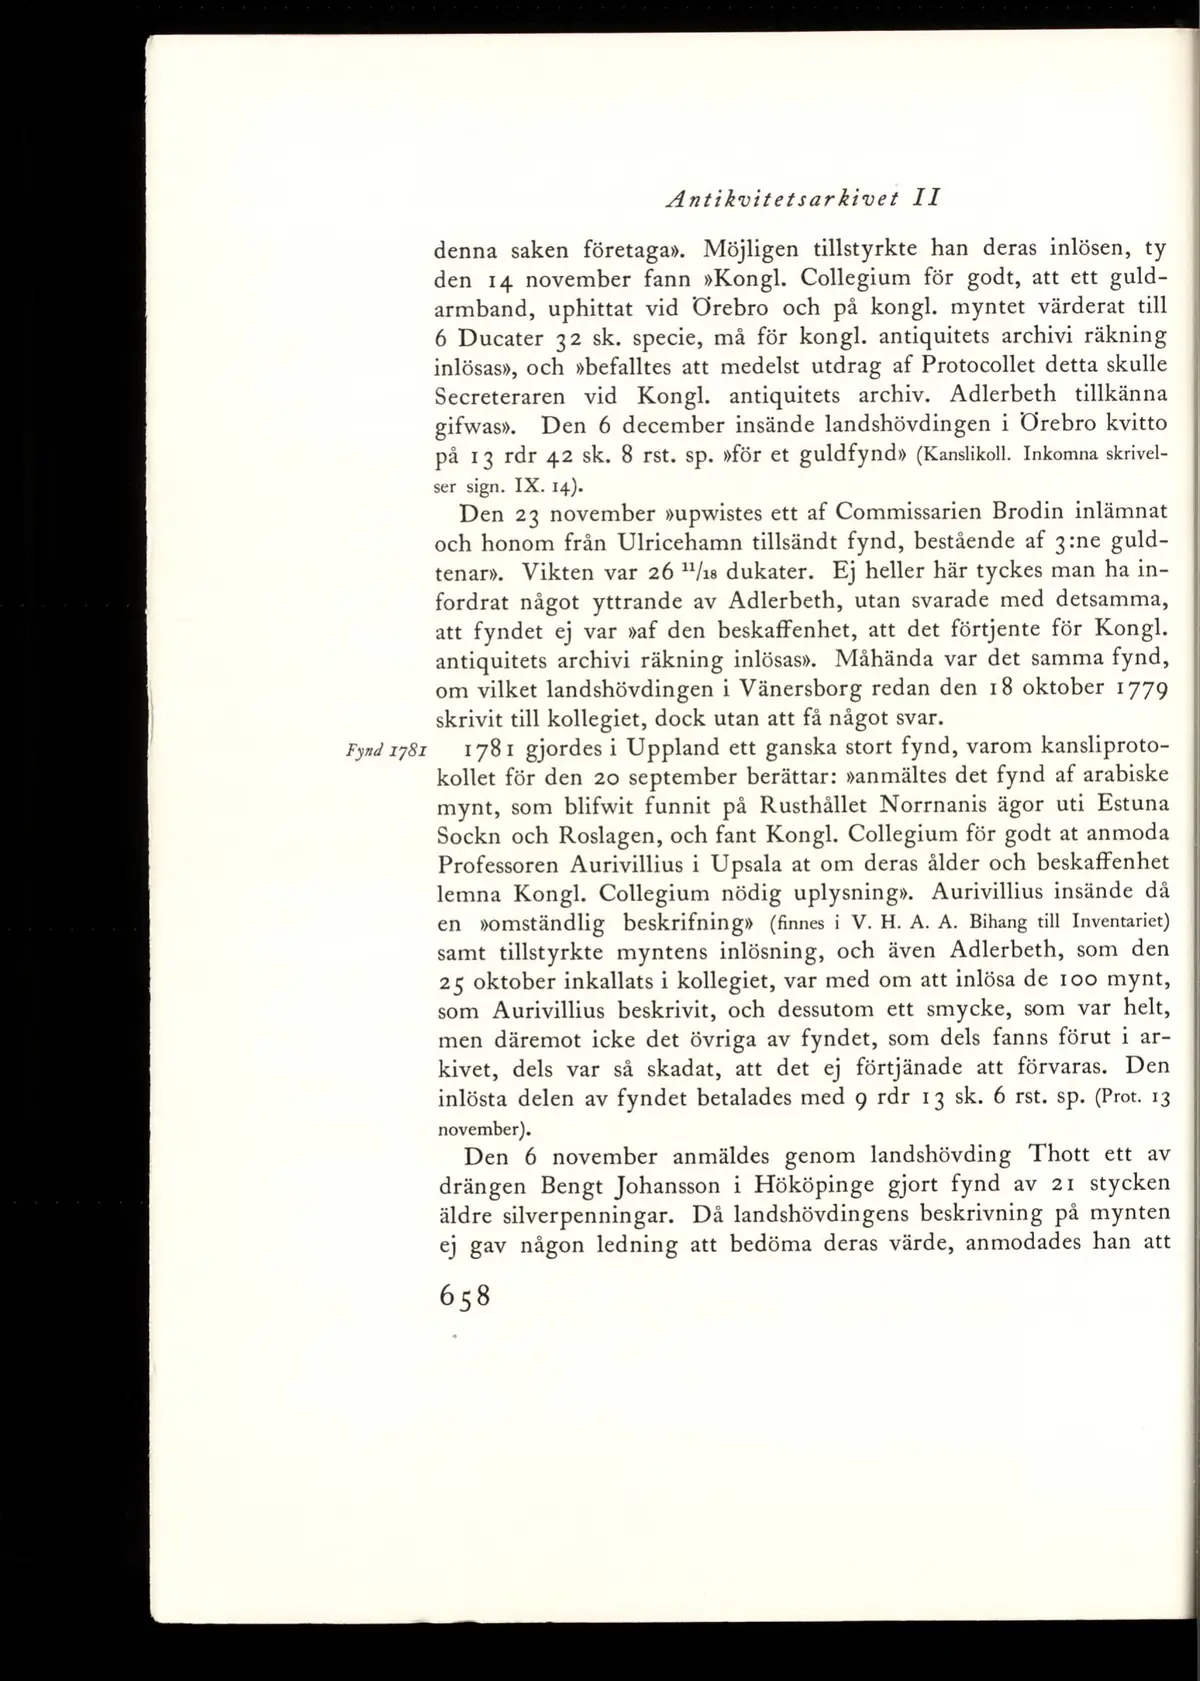 Antikvitetsarkivet II
denna saken företaga». Möjligen tillstyrkte han deras inlösen, ty
den 14 november fann »Kongl. Collegium för godt, att ett guld-
armband, uphittat vid Örebro och på kongl. myntet värderat till
6 Ducater 32 sk. specie, må för kongl. antiquitets archivi räkning
inlösas», och »befalltes att medelst utdrag af Protocollet detta skulle
Secreteraren vid Kongl. antiquitets archiv. Adlerbeth tillkänna
gifwas». Den 6 december insände landshövdingen i Örebro kvitto
på 13 rdr 42 sk. 8 rst. sp. »för et guldfynd» (Kanslikoll. Inkomna skrivel-
ser sign. IX. 14).
Den 23 november »upwistes ett af Commissarien Brodin inlämnat
och honom från Ulricehamn tillsändt fynd, bestående af 3:ne guld-
tenar». Vikten var 26 11/18 dukater. Ej heller här tyckes man ha in-
fordrat något yttrande av Adlerbeth, utan svarade med detsamma,
att fyndet ej var »af den beskaffenhet, att det förtjente för Kongl.
antiquitets archivi räkning inlösas». Måhända var det samma fynd,
om vilket landshövdingen i Vänersborg redan den 18 oktober 1779
skrivit till kollegiet, dock utan att få något svar.
Fynd 1781 1781 gjordes i Uppland ett ganska stort fynd, varom kansliproto-
kollet för den 20 september berättar: »anmältes det fynd af arabiske
mynt, som blifwit funnit på Rusthållet Norrnanis ägor uti Estuna
Sockn och Roslagen, och fant Kongl. Collegium för godt at anmoda
Professoren Aurivillius i Upsala at om deras ålder och beskaffenhet
lemna Kongl. Collegium nödig uplysning». Aurivillius insände då
en »omständlig beskrifning» (finnes i V. H. A. A. Bihang till Inventariet)
samt tillstyrkte myntens inlösning, och även Adlerbeth, som den
25 oktober inkallats i kollegiet, var med om att inlösa de 100 mynt,
som Aurivillius beskrivit, och dessutom ett smycke, som var helt,
men däremot icke det övriga av fyndet, som dels fanns förut i ar-
kivet, dels var så skadat, att det ej förtjänade att förvaras. Den
inlösta delen av fyndet betalades med 9 rdr 13 sk. 6 rst. sp. (Prot. 13
november).
Den 6 november anmäldes genom landshövding Thott ett av
drängen Bengt Johansson i Hököpinge gjort fynd av 21 stycken
äldre silverpenningar. Då landshövdingens beskrivning på mynten
ej gav någon ledning att bedöma deras värde, anmodades han att
658